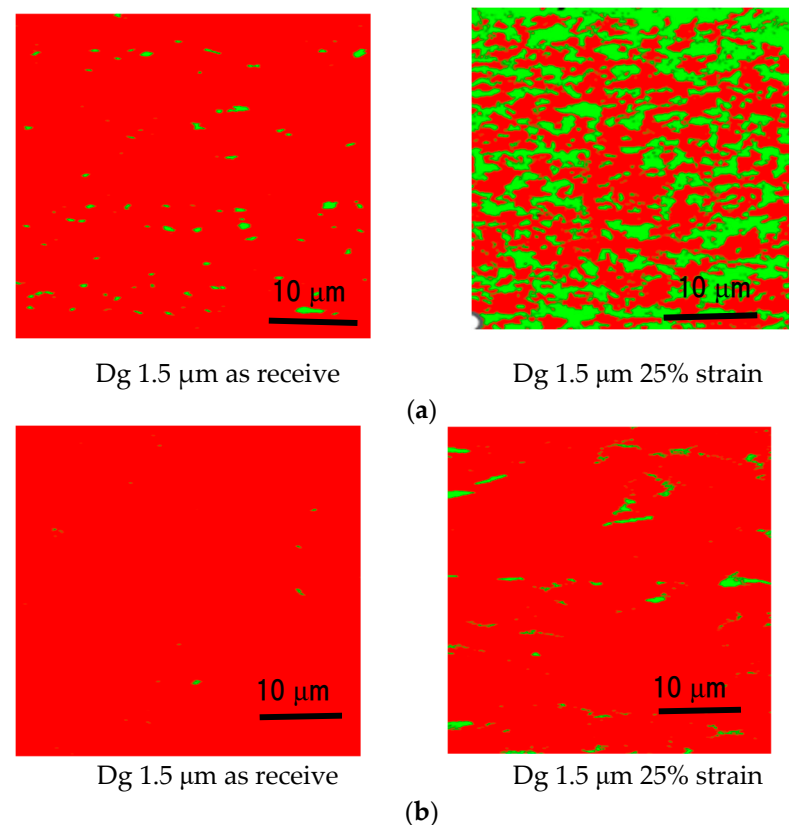 10 μm
10 μm
Dg 1.5 μm as receive
Dg 1.5 μm 25% strain
(a)
10 μm
10 μm
Dg 1.5 μm as receive
Dg 1.5 μm 25% strain
(b)